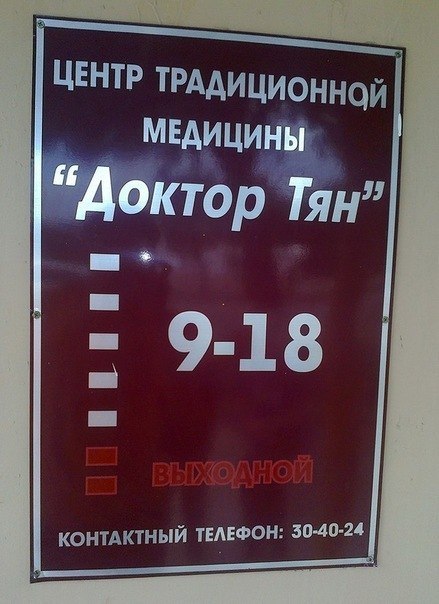 ЦЕНТР ТРАДИЦИОННОЙ
МЕДИЦИНЫ
"ДОКТОР ТЯН"
9-18
ВЫХОДНОЙ
КОНТАКТНЫЙ ТЕЛЕФОН: 30-40-24